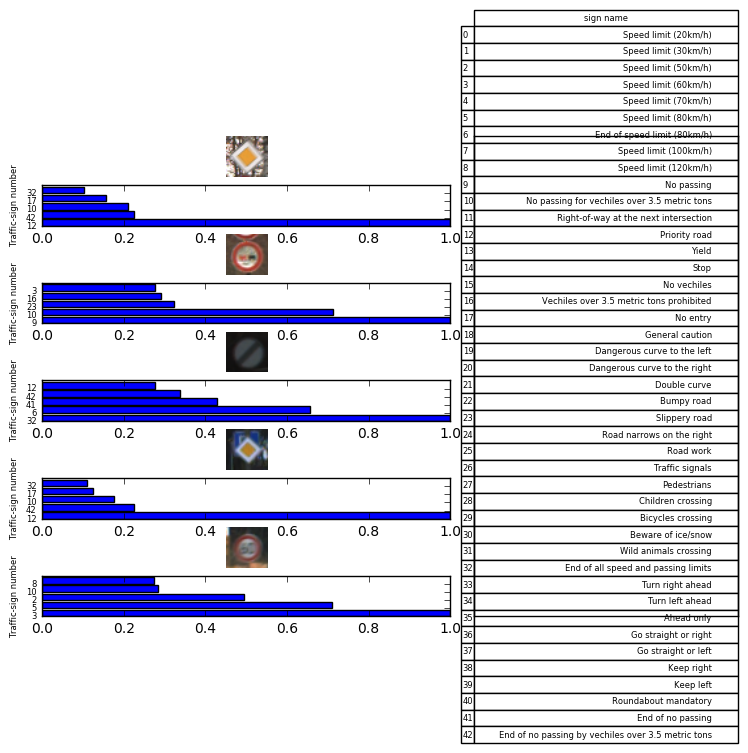 sign name
0 Speed limit (20km/h)
1 Speed limit (30km/h)
2 Speed limit (50km/h)
3 Speed limit (60km/h)
4 Speed limit (70km/h)
5 Speed limit (80km/h)
6 End of speed limit (80km/h)
7 Speed limit (100km/h)
8 Speed limit (120km/h)
9 No passing
10 No passing for vechiles over 3.5 metric tons
11 Right-of-way at the next intersection
12 Priority road
13 Yield
14 Stop
15 No vechiles
16 Vechiles over 3.5 metric tons prohibited
17 No entry
18 General caution
19 Dangerous curve to the left
20 Dangerous curve to the right
21 Double curve
22 Bumpy road
23 Slippery road
24 Road narrows on the right
25 Road work
26 Traffic signals
27 Pedestrians
28 Children crossing
29 Bicycles crossing
30 Beware of ice/snow
31 Wild animals crossing
32 End of all speed and passing limits
33 Turn right ahead
34 Turn left ahead
35 Ahead only
36 Go straight or right
37 Go straight or left
38 Keep right
39 Keep left
40 Roundabout mandatory
41 End of no passing
42 End of no passing by vechiles over 3.5 metric tons
Traffic-sign number
32
17
10
42
12
0.0 0.2 0.4 0.6 0.8 1.0
Traffic-sign number
3
16
23
10
9
0.0 0.2 0.4 0.6 0.8 1.0
Traffic-sign number
12
42
41
6
32
0.0 0.2 0.4 0.6 0.8 1.0
Traffic-sign number
32
17
10
42
12
0.0 0.2 0.4 0.6 0.8 1.0
Traffic-sign number
8
10
2
5
3
0.0 0.2 0.4 0.6 0.8 1.0